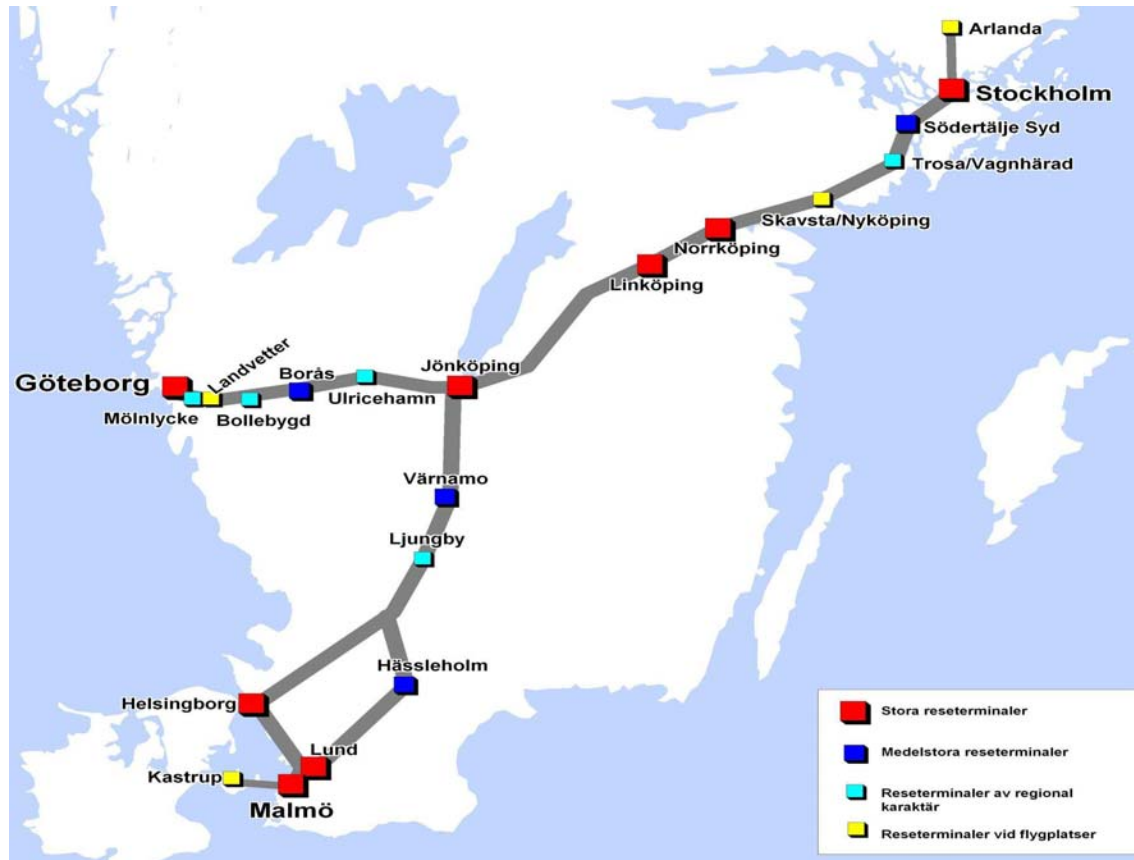 Arlanda
Stockholm
Södertälje Syd
Trosa/Vagnhärad
Skavsta/Nyköping
Norrköping
Linköping
Jönköping
Landvetter
Borås
Göteborg
Ulricehamn
Mölnlycke
Bollebygd
Värnamo
Ljungby
Hässleholm
Helsingborg
Lund
Kastrup
Malmö
Stora reseterminaler
Medelstora reseterminaler
Reseterminaler av regional
karaktär
Reseterminaler vid flygplatser